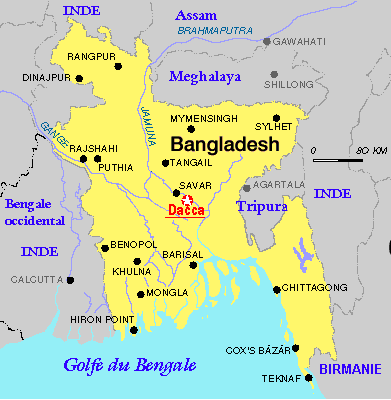 INDE
Assam
BRAHMAPUTRA
GAWAHATI
RANGPUR
DINAJPUR
Meghalaya
SHILLONG
JAMUNA
GANGE
MYMENSINGH
SYLHET
Bangladesh
RAJSHAHI
PUTHIA
TANGAIL
0 90 KM
SAVAR
AGARTALA
INDE
Dacca
Tripura
Bengale
occidental
INDE
BENOPOL
KHULNA
BARISAL
CALCUTTA
MONGLA
CHITTAGONG
HIRON POINT
Golfe du Bengale
COX'S BÁZÁR
BIRMANIE
TEKNAF